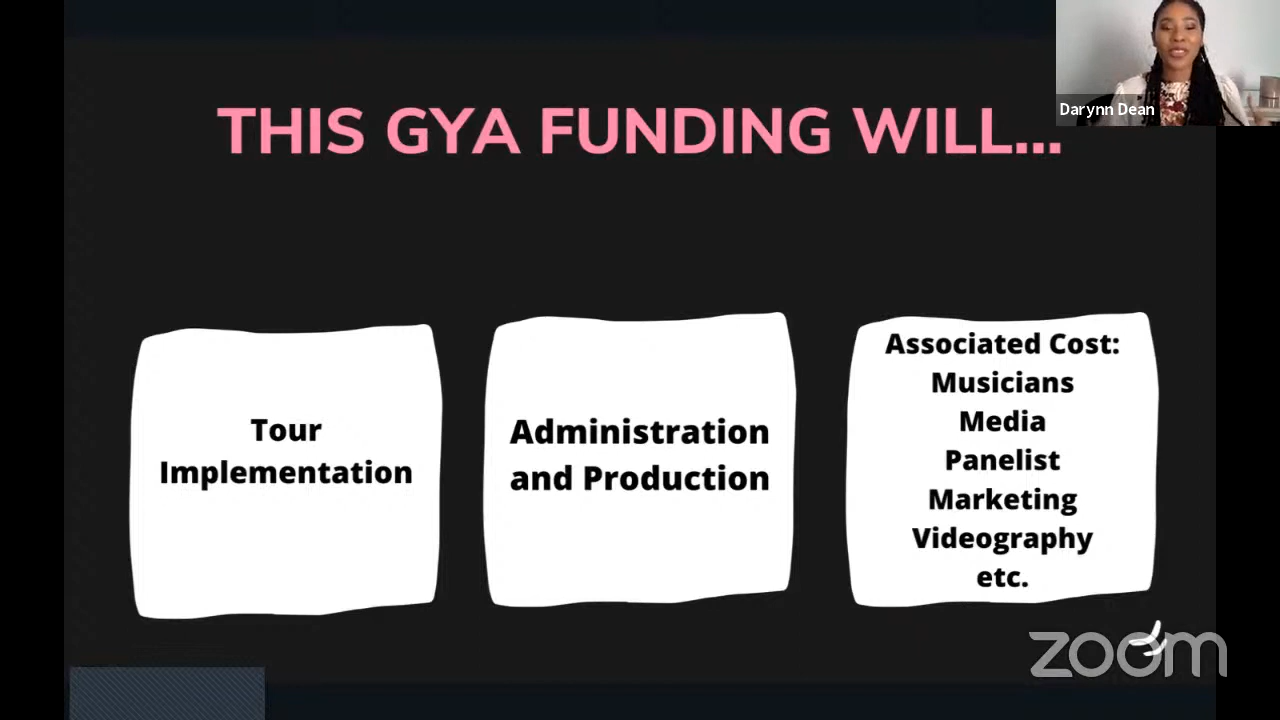 THIS GYA FUNDING WILL...
Darynn Dean
Tour
Implementation
Administration
and Production
Associated Cost:
Musicians
Media
Panelist
Marketing
Videography
etc.
zoom